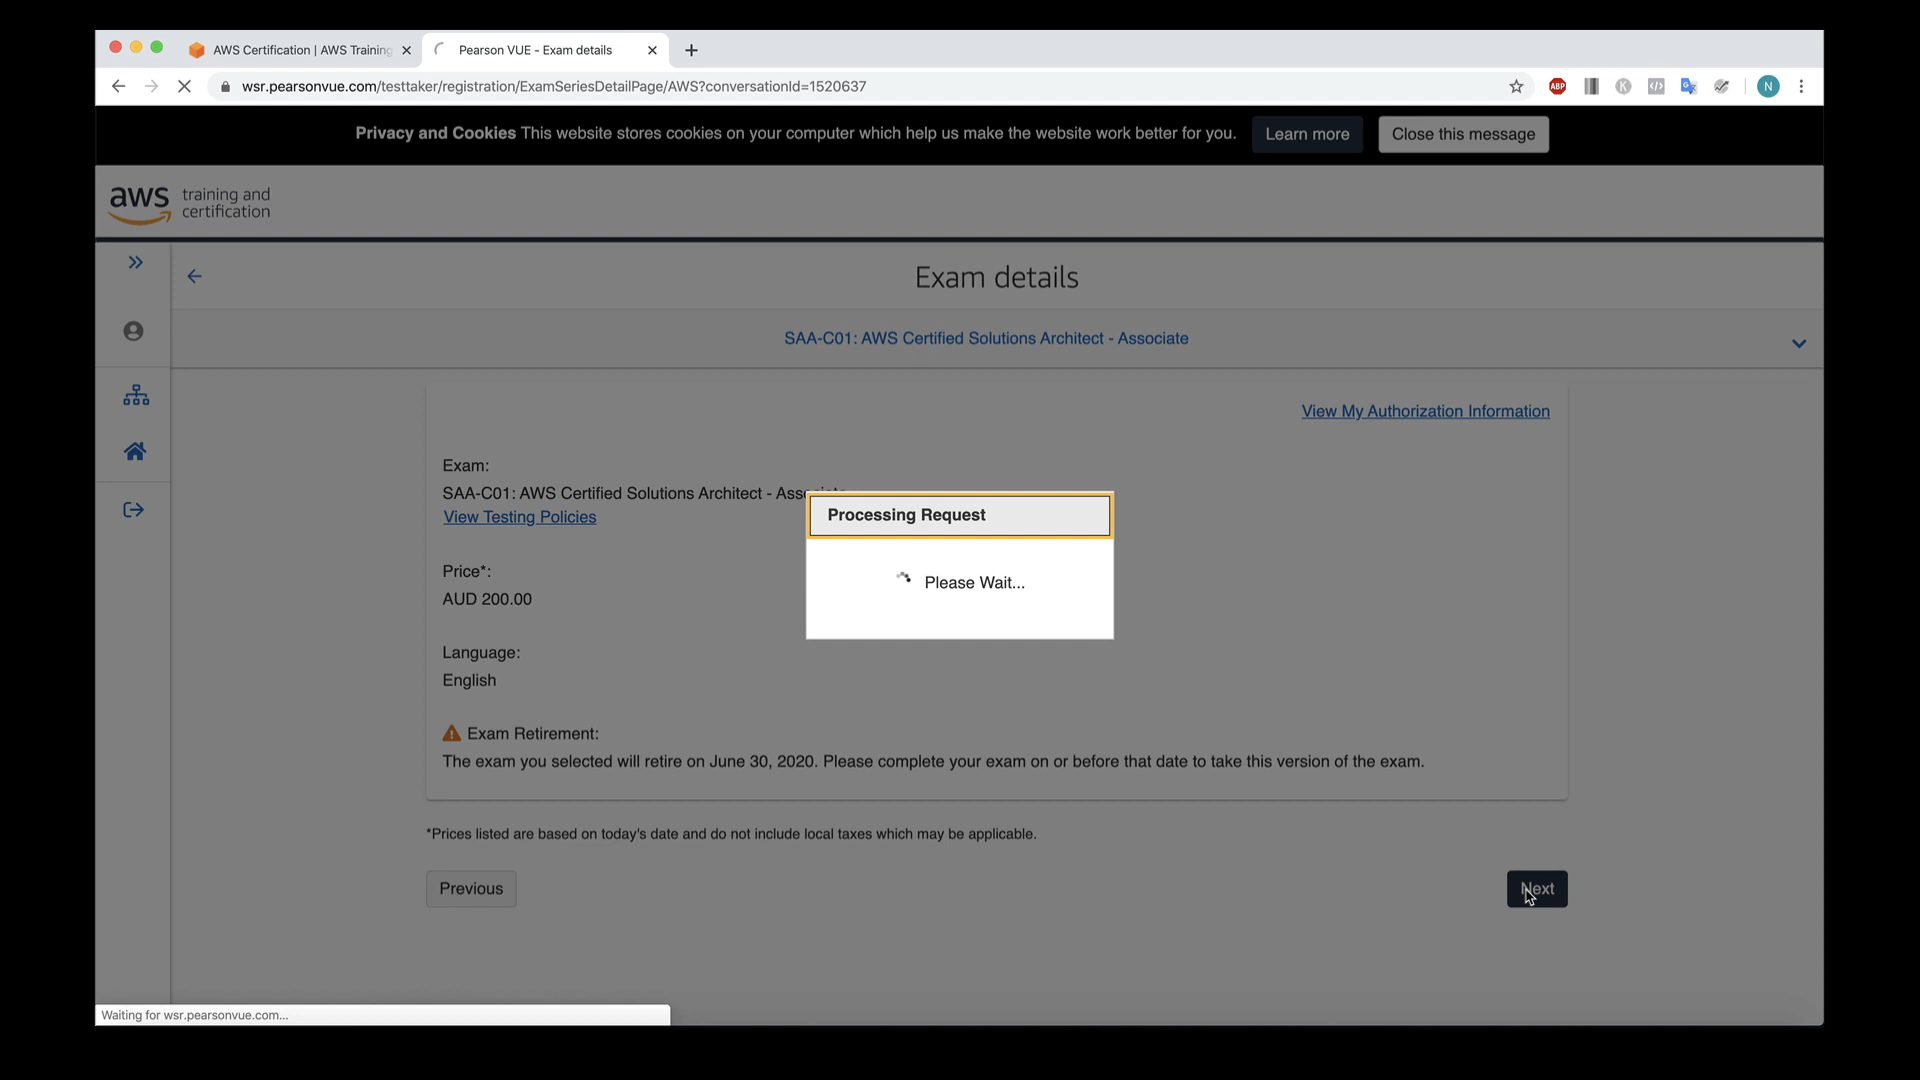 AWS Certification | AWS Training
Pearson VUE - Exam details
wsr.pearsonvue.com/testtaker/registration/ExamSeriesDetailPage/AWS?conversationId=1520637
ABP
K
N
Privacy and Cookies This website stores cookies on your computer which help us make the website work better for you.
Learn more
Close this message
aws training and
certification
Exam details
SAA-C01: AWS Certified Solutions Architect - Associate
View My Authorization Information
Exam:
SAA-C01: AWS Certified Solutions Architect - Associate
View Testing Policies
Processing Request
Please Wait...
Price*:
AUD 200.00
Language:
English
Exam Retirement:
The exam you selected will retire on June 30, 2020. Please complete your exam on or before that date to take this version of the exam.
*Prices listed are based on today's date and do not include local taxes which may be applicable.
Previous
Next
Waiting for wsr.pearsonvue.com...